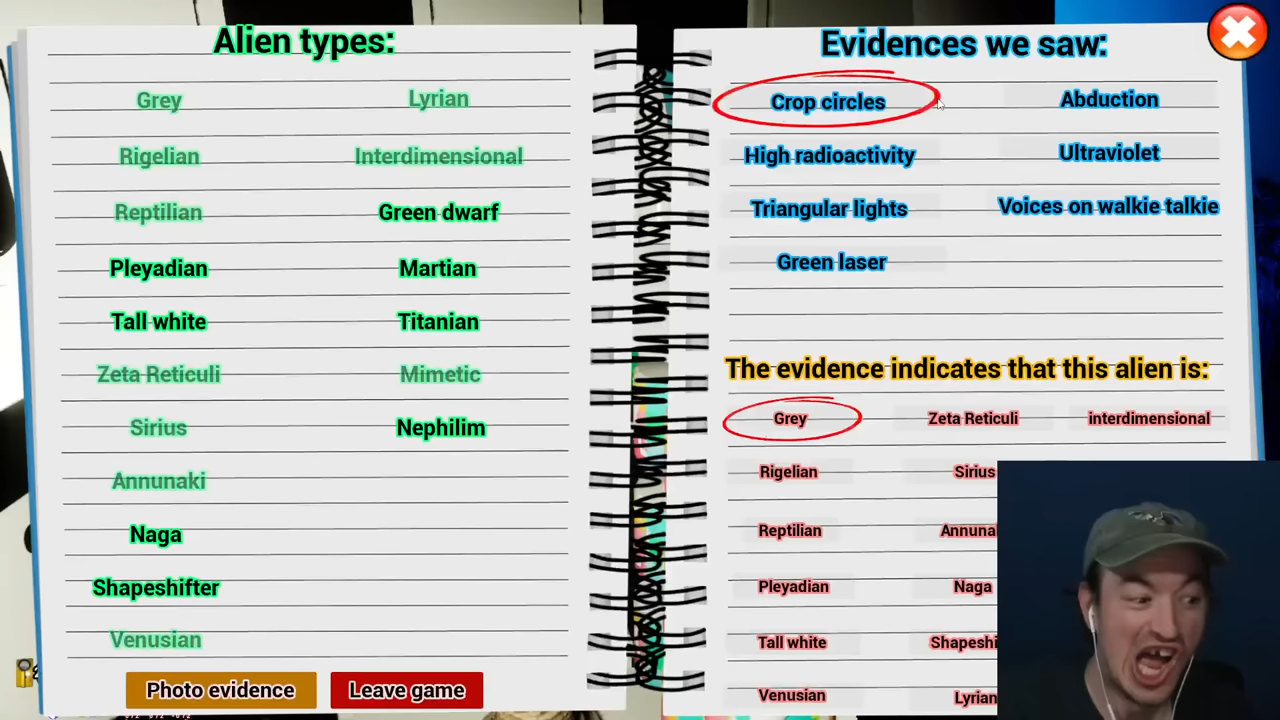 Alien types:
Grey
Lyrian
Rigelian
Interdimensional
Reptilian
Green dwarf
Pleyadian
Martian
Tall white
Titanian
Zeta Reticuli
Mimetic
Sirius
Nephilim
Annunaki
Naga
Shapeshifter
Venusian
Photo evidence
Leave game
Evidences we saw:
Crop circles
Abduction
High radioactivity
Ultraviolet
Triangular lights
Voices on walkie talkie
Green laser
The evidence indicates that this alien is:
Grey
Zeta Reticuli
interdimensional
Rigelian
Sirius
Reptilian
Annuna
Pleyadian
Naga
Tall white
Shapeshi
Venusian
Lyrian